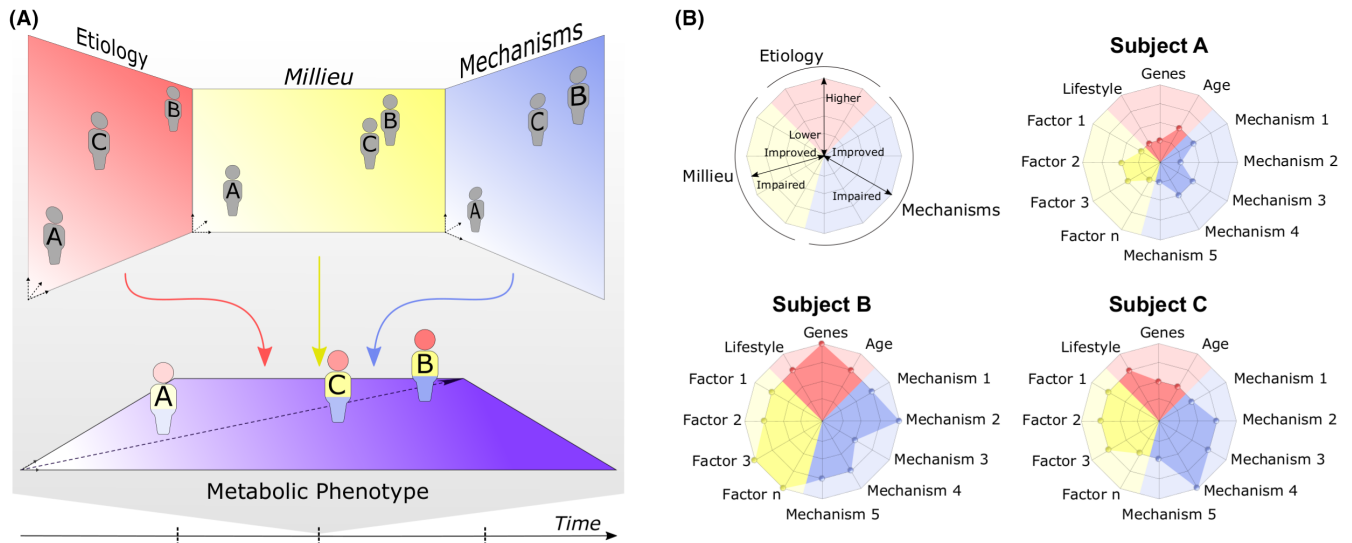 (A)
Etiology
Millieu
Mechanisms
A
C
B
A
C
B
A
C
B
A
C
B
Metabolic Phenotype
Time
(B)
Etiology
Higher
Lower
Improved
Improved
Impaired
Impaired
Millieu
Mechanisms
Subject A
Genes
Lifestyle
Age
Factor 1
Mechanism 1
Factor 2
Mechanism 2
Factor 3
Mechanism 3
Factor n
Mechanism 4
Mechanism 5
Subject B
Genes
Lifestyle
Age
Factor 1
Mechanism 1
Factor 2
Mechanism 2
Factor 3
Mechanism 3
Factor n
Mechanism 4
Mechanism 5
Subject C
Genes
Lifestyle
Age
Factor 1
Mechanism 1
Factor 2
Mechanism 2
Factor 3
Mechanism 3
Factor n
Mechanism 4
Mechanism 5